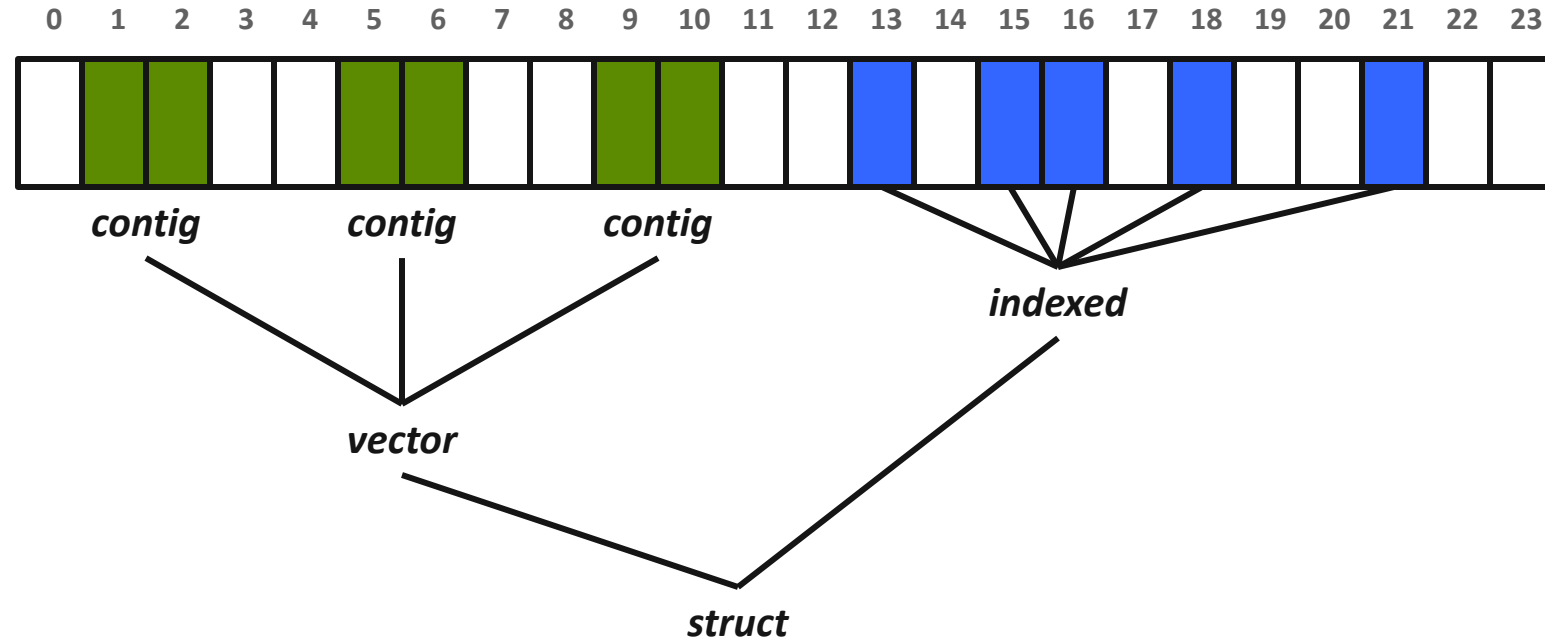 0 1 2 3 4 5 6 7 8 9 10 11 12 13 14 15 16 17 18 19 20 21 22 23
contig contig contig
indexed
vector
struct